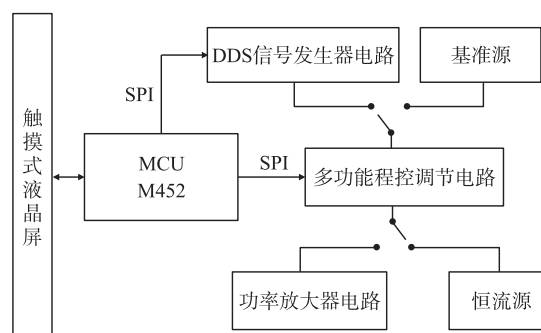 触摸式液晶屏
DDS信号发生器电路
基准源
SPI
MCU
M452
SPI
多功能程控调节电路
功率放大器电路
恒流源